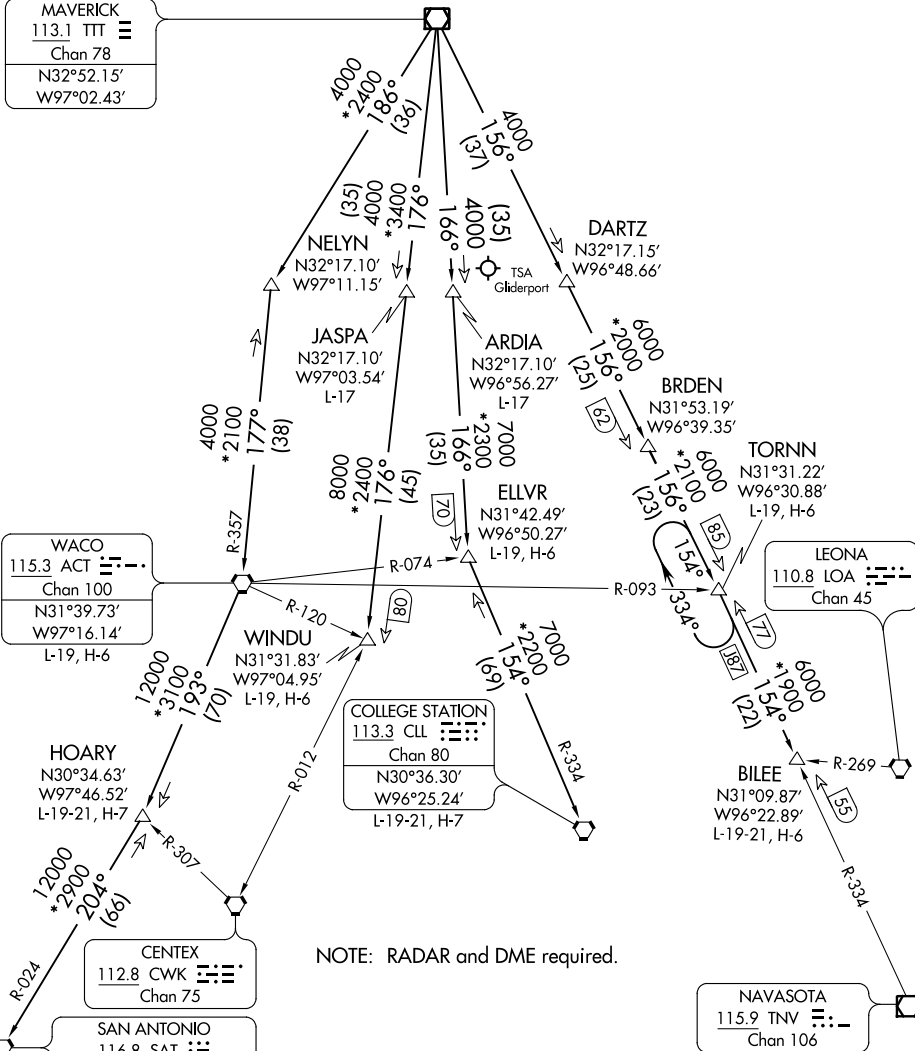 MAVERICK
113.1 TTT
Chan 78
N32°52.15'
W97°02.43'
4000
*2400
186°
(36)
(35)
4000
*3400
176°
(35)
4000
166°
4000
156°
(37)
NELYN
N32°17.10'
W97°11.15'
TSA
Gliderport
DARTZ
N32°17.15'
W96°48.66'
JASPA
N32°17.10'
W97°03.54'
L-17
ARDIA
N32°17.10'
W96°56.27'
L-17
6000
*2000
156°
(25)
62
BRDEN
N31°53.19'
W96°39.35'
4000
*2100
177°
(38)
8000
*2400
176°
(45)
7000
*2300
166°
(35)
70
ELLVR
N31°42.49'
W96°50.27'
L-19, H-6
6000
*2100
156°
(23)
85
TORNN
N31°31.22'
W96°30.88'
L-19, H-6
R-357
WACO
115.3 ACT
Chan 100
N31°39.73'
W97°16.14'
L-19, H-6
R-074
R-093
R-120
154°
334°
LEONA
110.8 LOA
Chan 45
80
WINDU
N31°31.83'
W97°04.95'
L-19, H-6
77
J87
6000
*1900
154°
(22)
7000
*2200
154°
(69)
12000
*3100
193°
(70)
COLLEGE STATION
113.3 CLL
Chan 80
N30°36.30'
W96°25.24'
L-19-21, H-7
R-334
R-012
HOARY
N30°34.63'
W97°46.52'
L-19-21, H-7
R-269
BILEE
N31°09.87'
W96°22.89'
L-19-21, H-6
55
R-307
R-334
12000
*2900
204°
(66)
R-024
CENTEX
112.8 CWK
Chan 75
NOTE: RADAR and DME required.
NAVASOTA
115.9 TNV
Chan 106
SAN ANTONIO
116.8 SAT